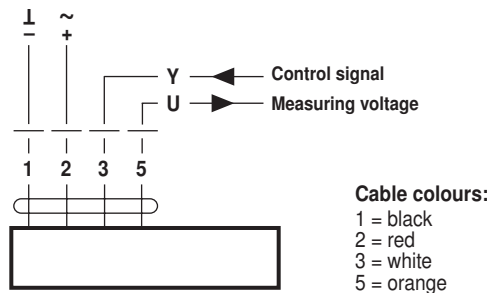 ⊥ ~
– +
Y Control signal
U Measuring voltage
1 2 3 5
Cable colours:
1 = black
2 = red
3 = white
5 = orange